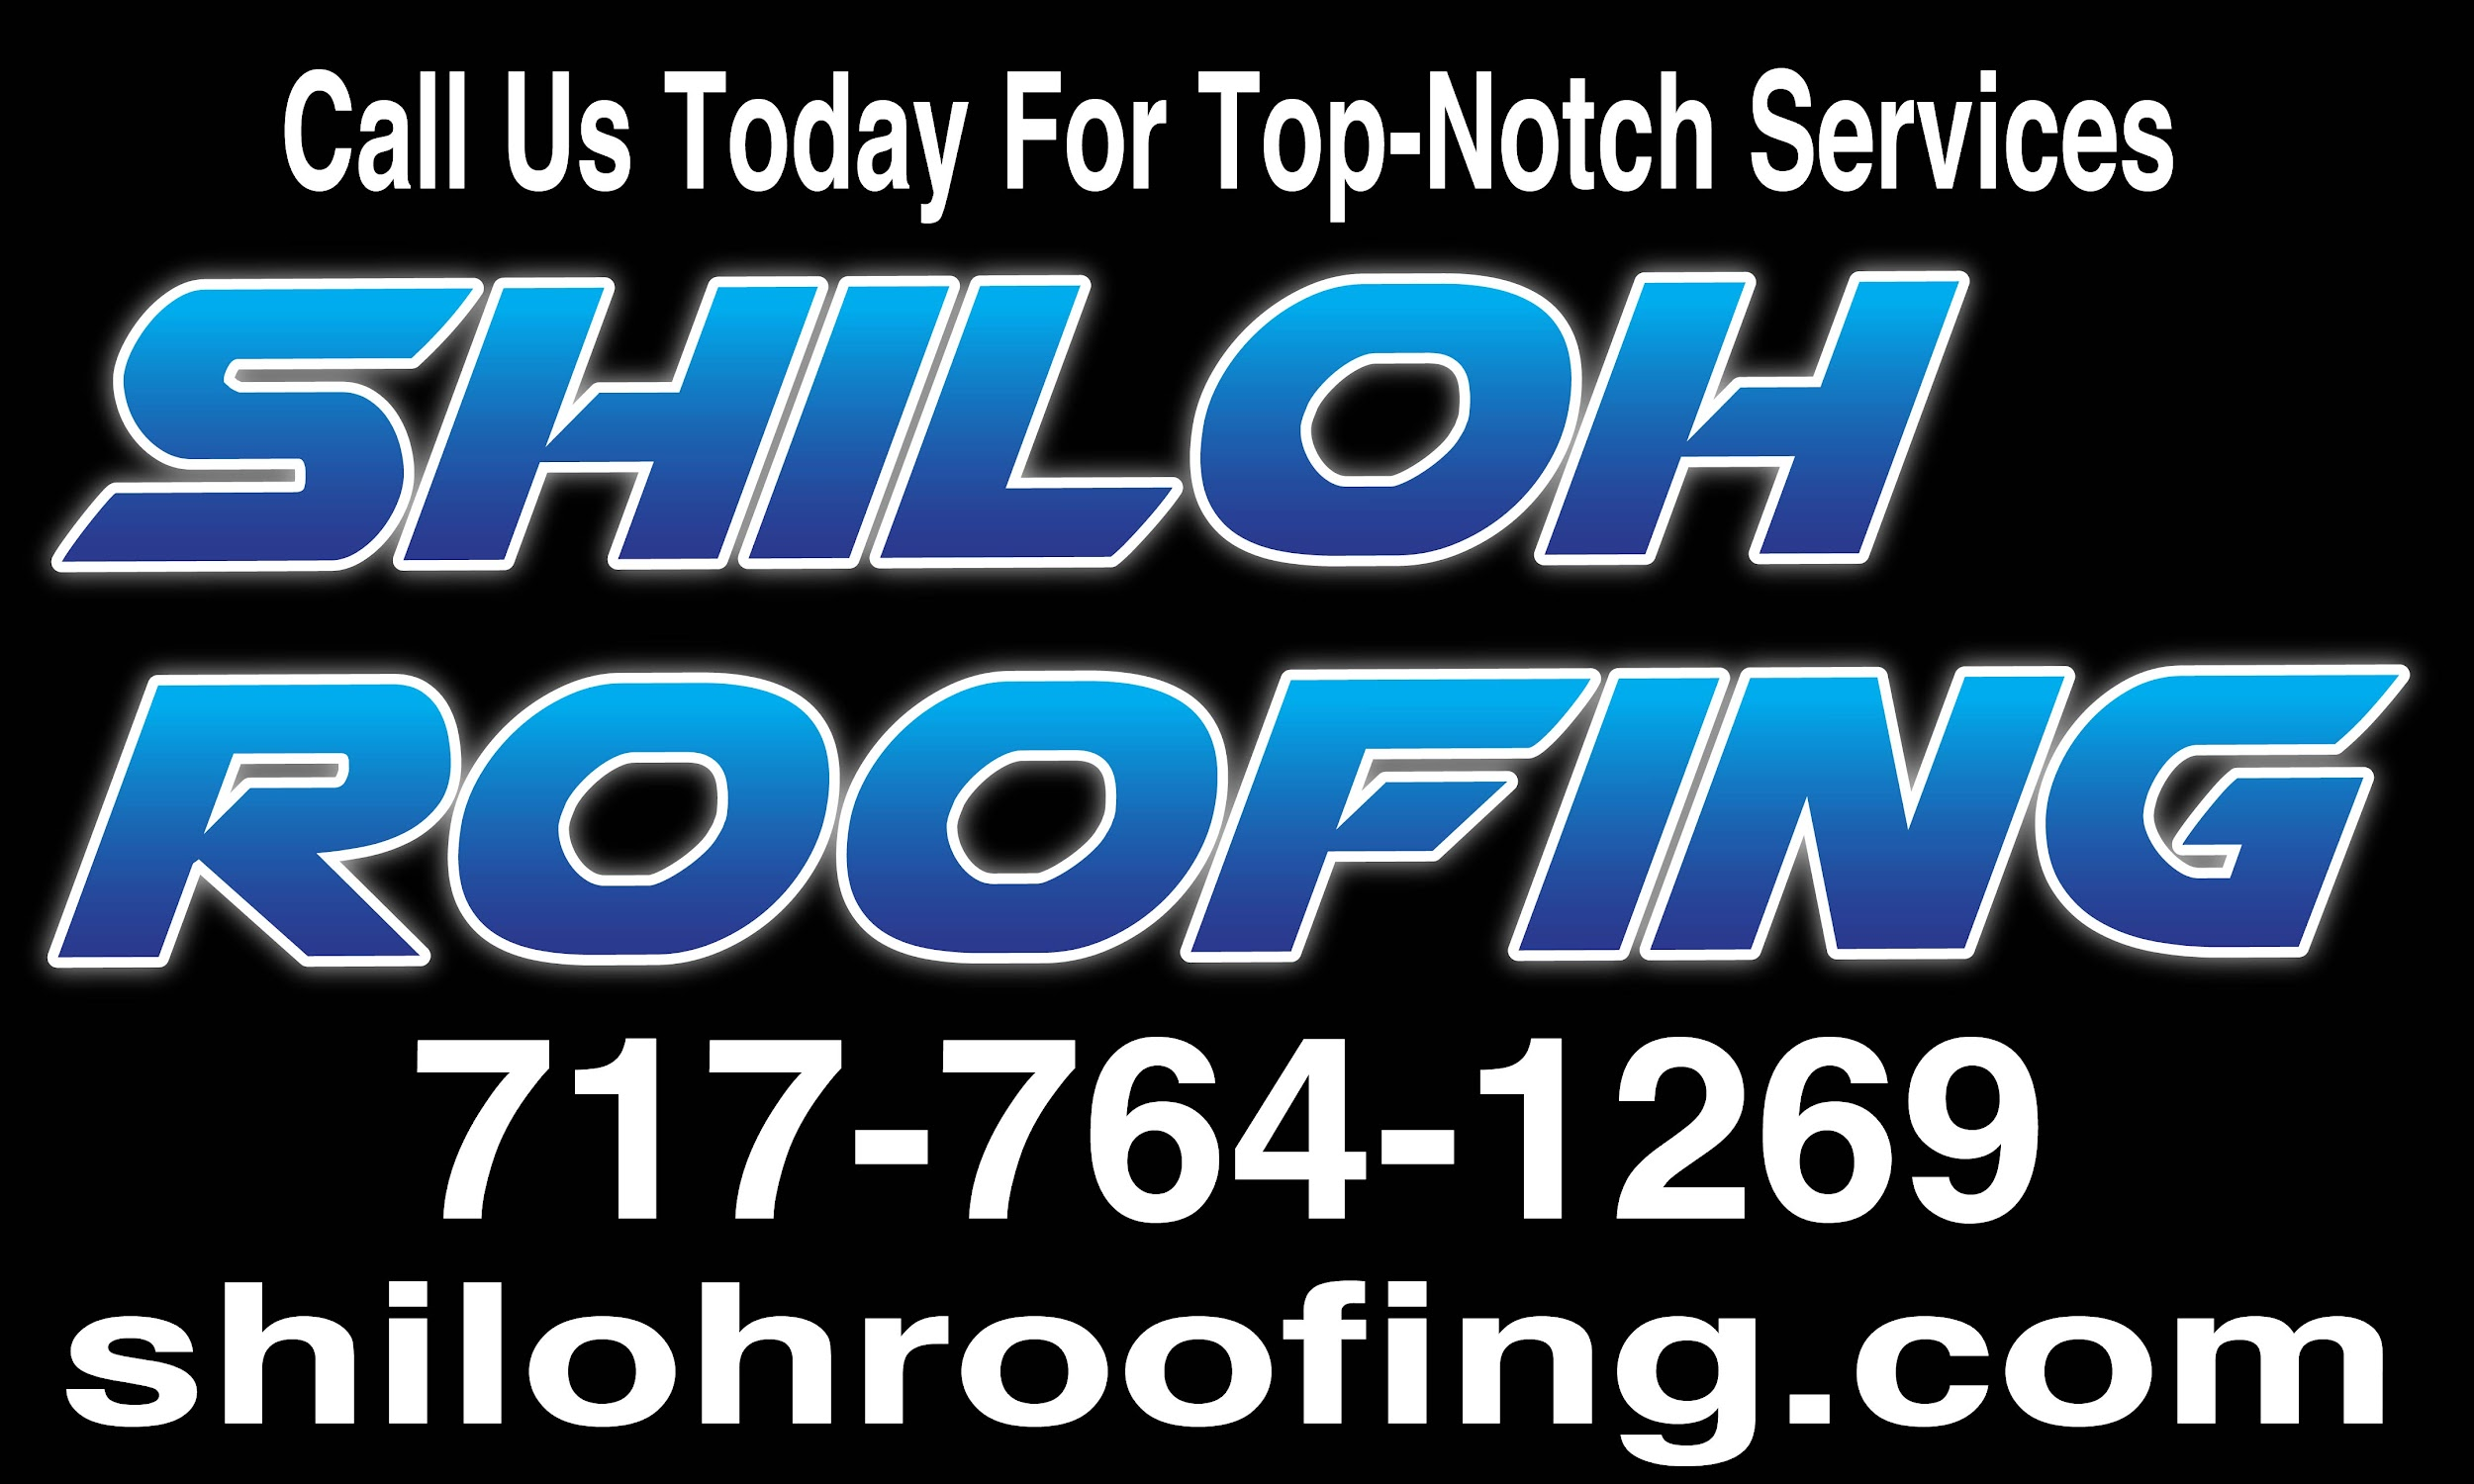 Call Us Today For Top-Notch Services
SHILOH
ROOFING
717-764-1269
shilohroofing.com